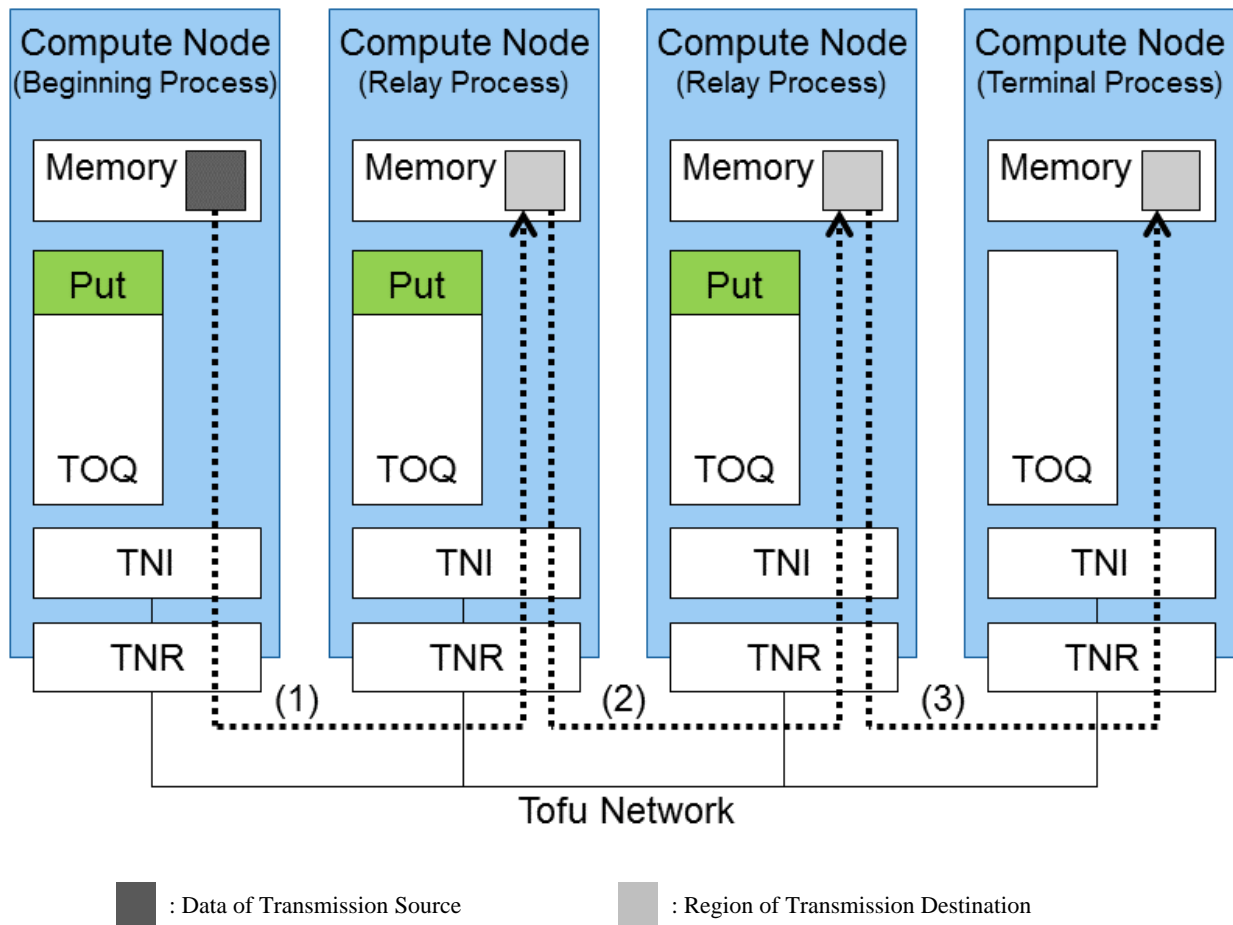 Compute Node
(Beginning Process)
Memory
Put
TOQ
TNI
TNR
Compute Node
(Relay Process)
Memory
Put
TOQ
TNI
TNR
Compute Node
(Relay Process)
Memory
Put
TOQ
TNI
TNR
Compute Node
(Terminal Process)
Memory
TOQ
TNI
TNR
(1)
(2)
(3)
Tofu Network
: Data of Transmission Source
: Region of Transmission Destination